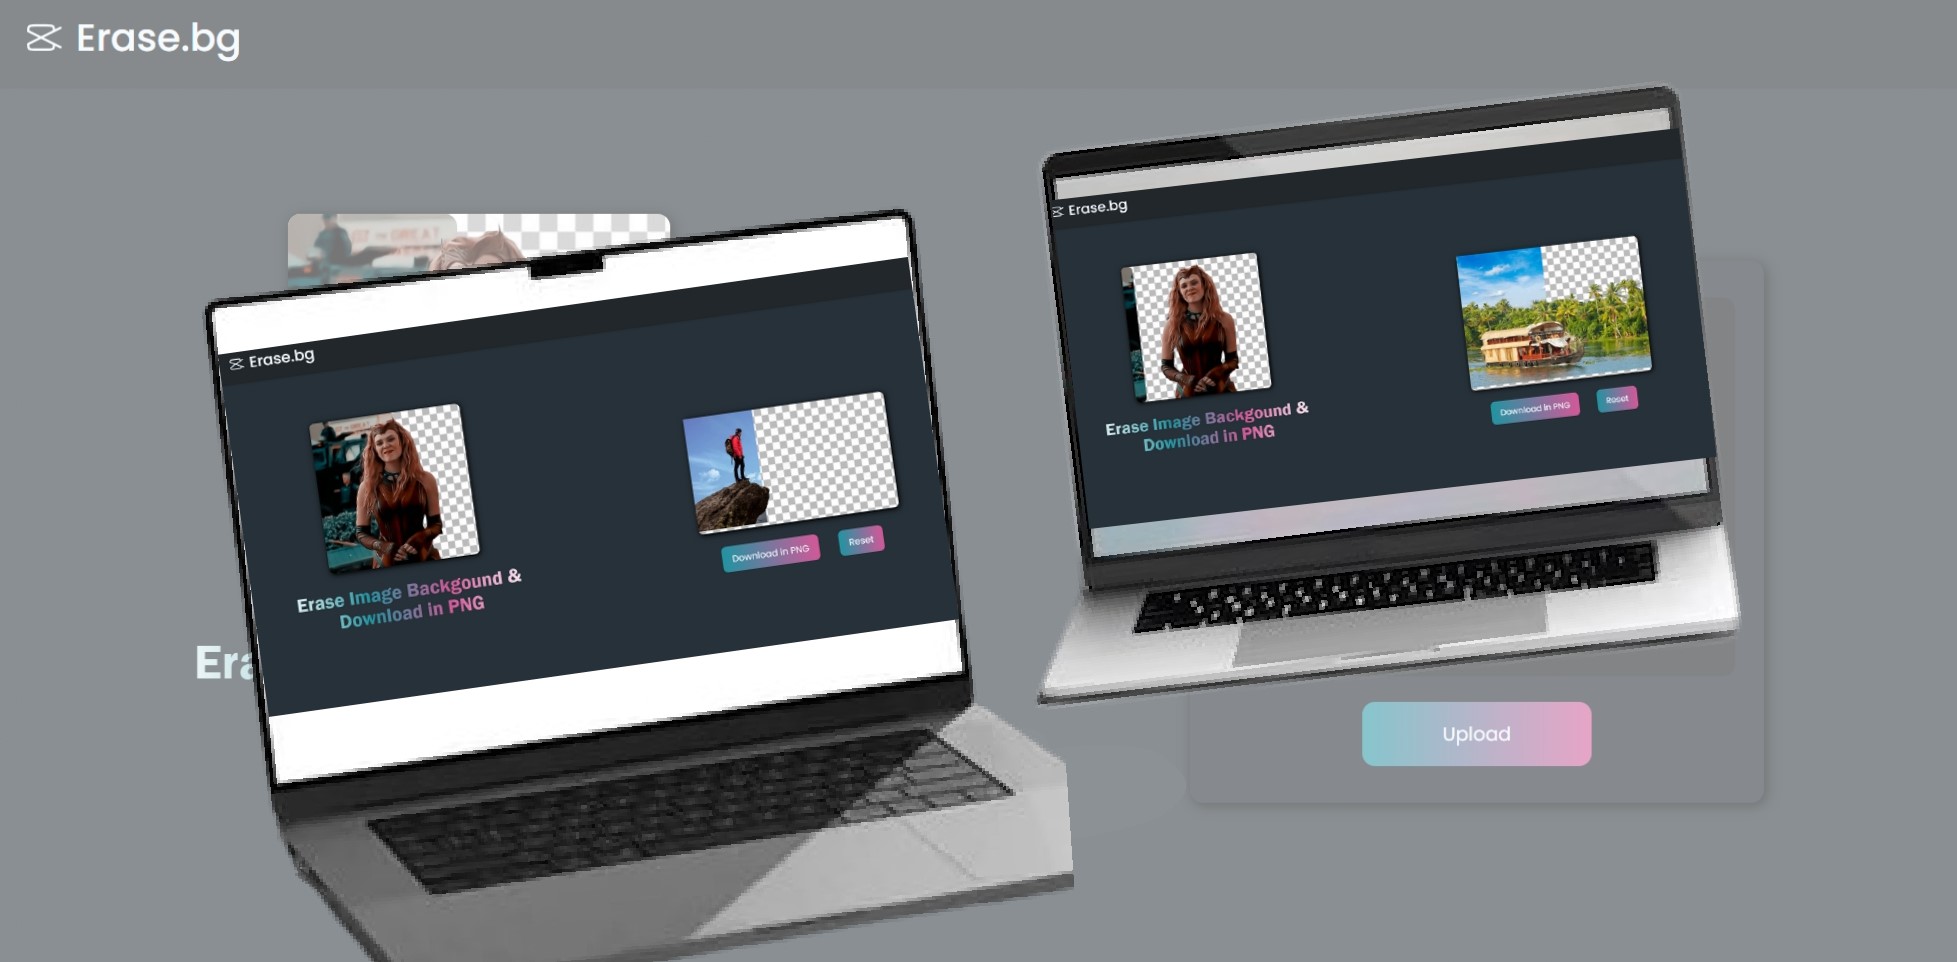 Erase.bg
Era
Erase.bg
Erase Image Backgound &
Download in PNG
Download in PNG
Reset
Erase.bg
Erase Image Backgound &
Download in PNG
Download in PNG
Reset
Upload